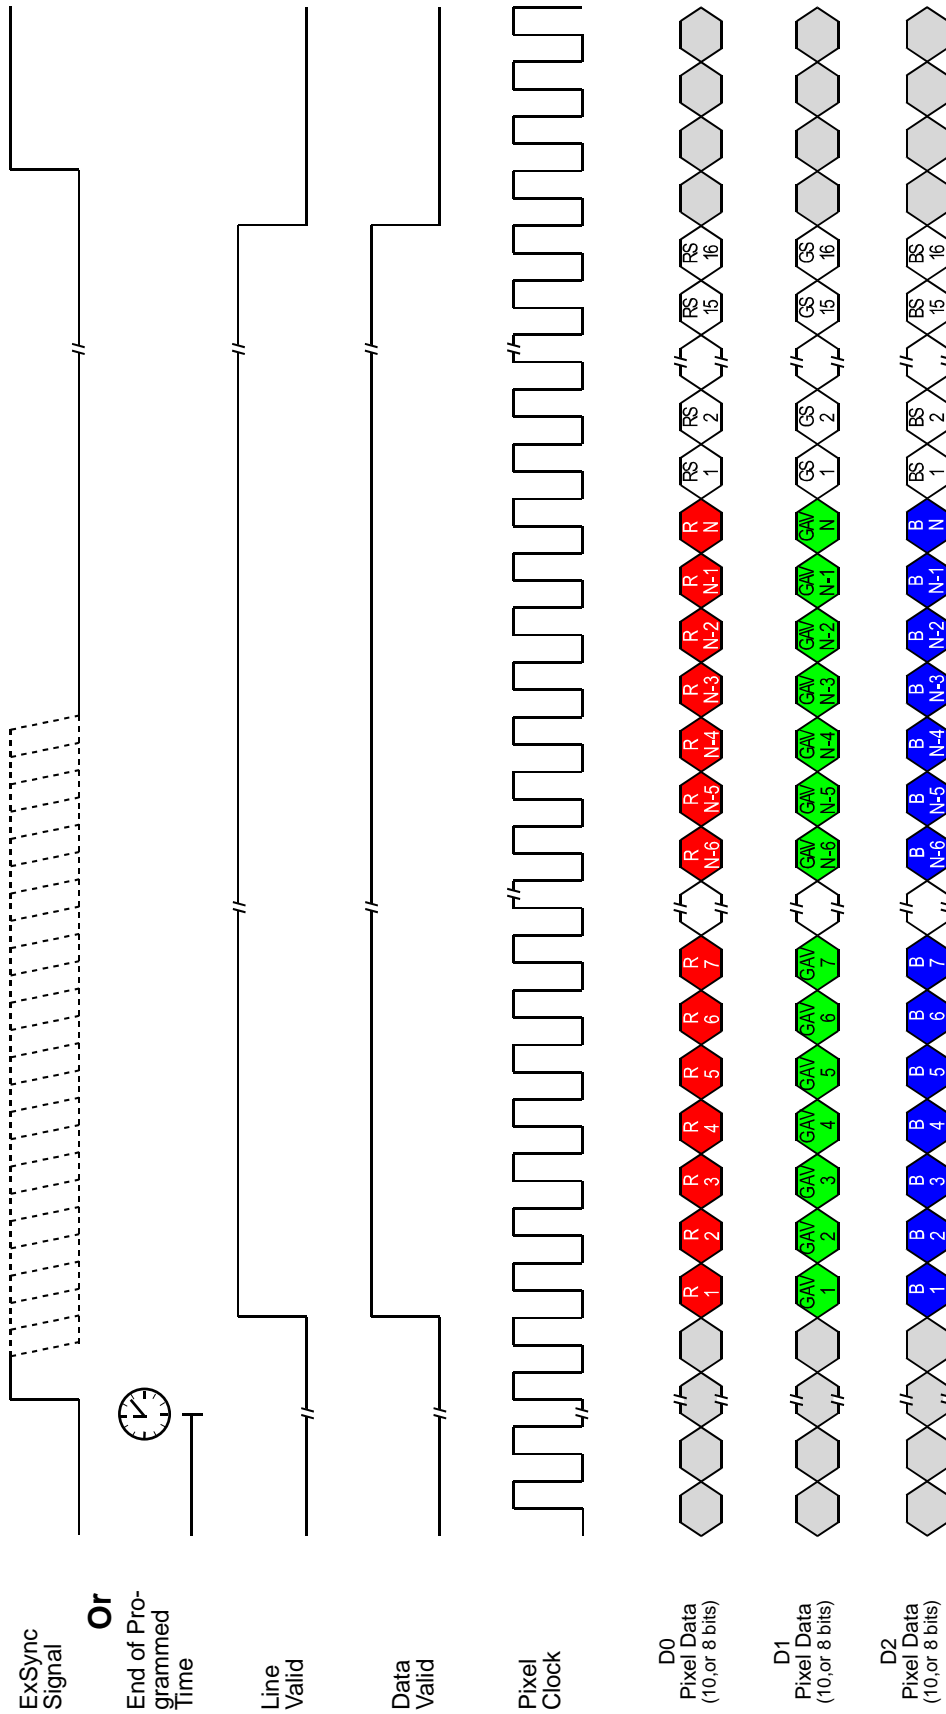 ExSync
Signal
Or
End of Pro-
grammed
Time
Line
Valid
Data
Valid
Pixel
Clock
D0
Pixel Data
(10,or 8 bits)
R 1
R 2
R 3
R 4
R 5
R 6
R 7
R N-6
R N-5
R N-4
R N-3
R N-2
R N-1
R N
RS 1
RS 2
RS 15
RS 16
D1
Pixel Data
(10,or 8 bits)
GAV 1
GAV 2
GAV 3
GAV 4
GAV 5
GAV 6
GAV 7
GAV N-6
GAV N-5
GAV N-4
GAV N-3
GAV N-2
GAV N-1
GAV N
GS 1
GS 2
GS 15
GS 16
D2
Pixel Data
(10,or 8 bits)
B 1
B 2
B 3
B 4
B 5
B 6
B 7
B N-6
B N-5
B N-4
B N-3
B N-2
B N-1
B N
BS 1
BS 2
BS 15
BS 16